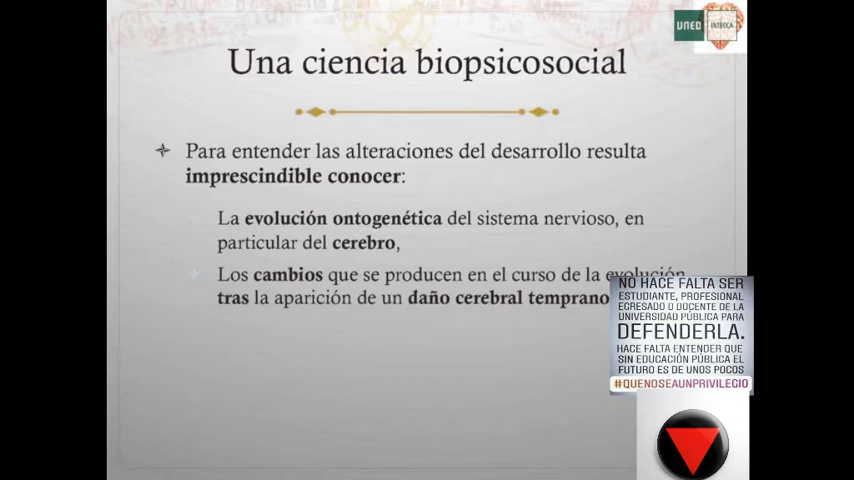 UNED
INTECCA
Una ciencia biopsicosocial
Para entender las alteraciones del desarrollo resulta
imprescindible conocer:
La evolución ontogenética del sistema nervioso, en
particular del cerebro,
Los cambios que se producen en el curso de la evolución
tras la aparición de un daño cerebral temprano
NO HACE FALTA SER
ESTUDIANTE, PROFESIONAL
EGRESADO O DOCENTE DE LA
UNIVERSIDAD PÚBLICA PARA
DEFENDERLA.
HACE FALTA ENTENDER QUE
SIN EDUCACIÓN PÚBLICA EL
FUTURO ES DE UNOS POCOS
#QUENOSEAUNPRIVILEGIO